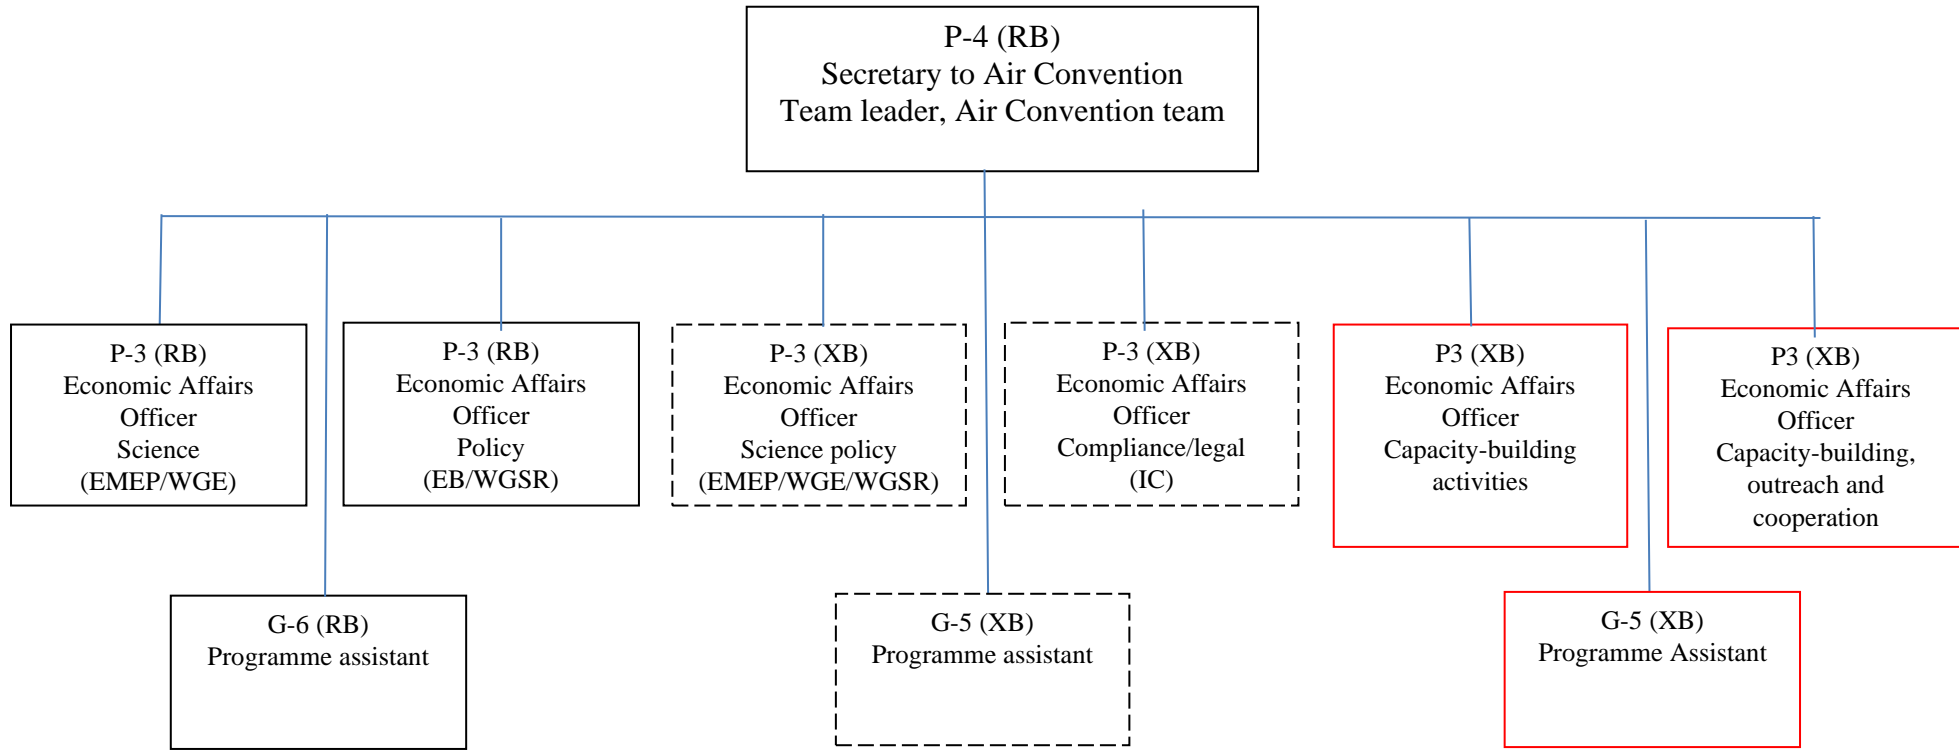 P-4 (RB)
Secretary to Air Convention
Team leader, Air Convention team
P-3 (RB)
Economic Affairs
Officer
Science
(EMEP/WGE)
P-3 (RB)
Economic Affairs
Officer
Policy
(EB/WGSR)
P-3 (XB)
Economic Affairs
Officer
Science policy
(EMEP/WGE/WGSR)
P-3 (XB)
Economic Affairs
Officer
Compliance/legal
(IC)
P3 (XB)
Economic Affairs
Officer
Capacity-building
activities
P3 (XB)
Economic Affairs
Officer
Capacity-building,
outreach and
cooperation
G-6 (RB)
Programme assistant
G-5 (XB)
Programme assistant
G-5 (XB)
Programme Assistant